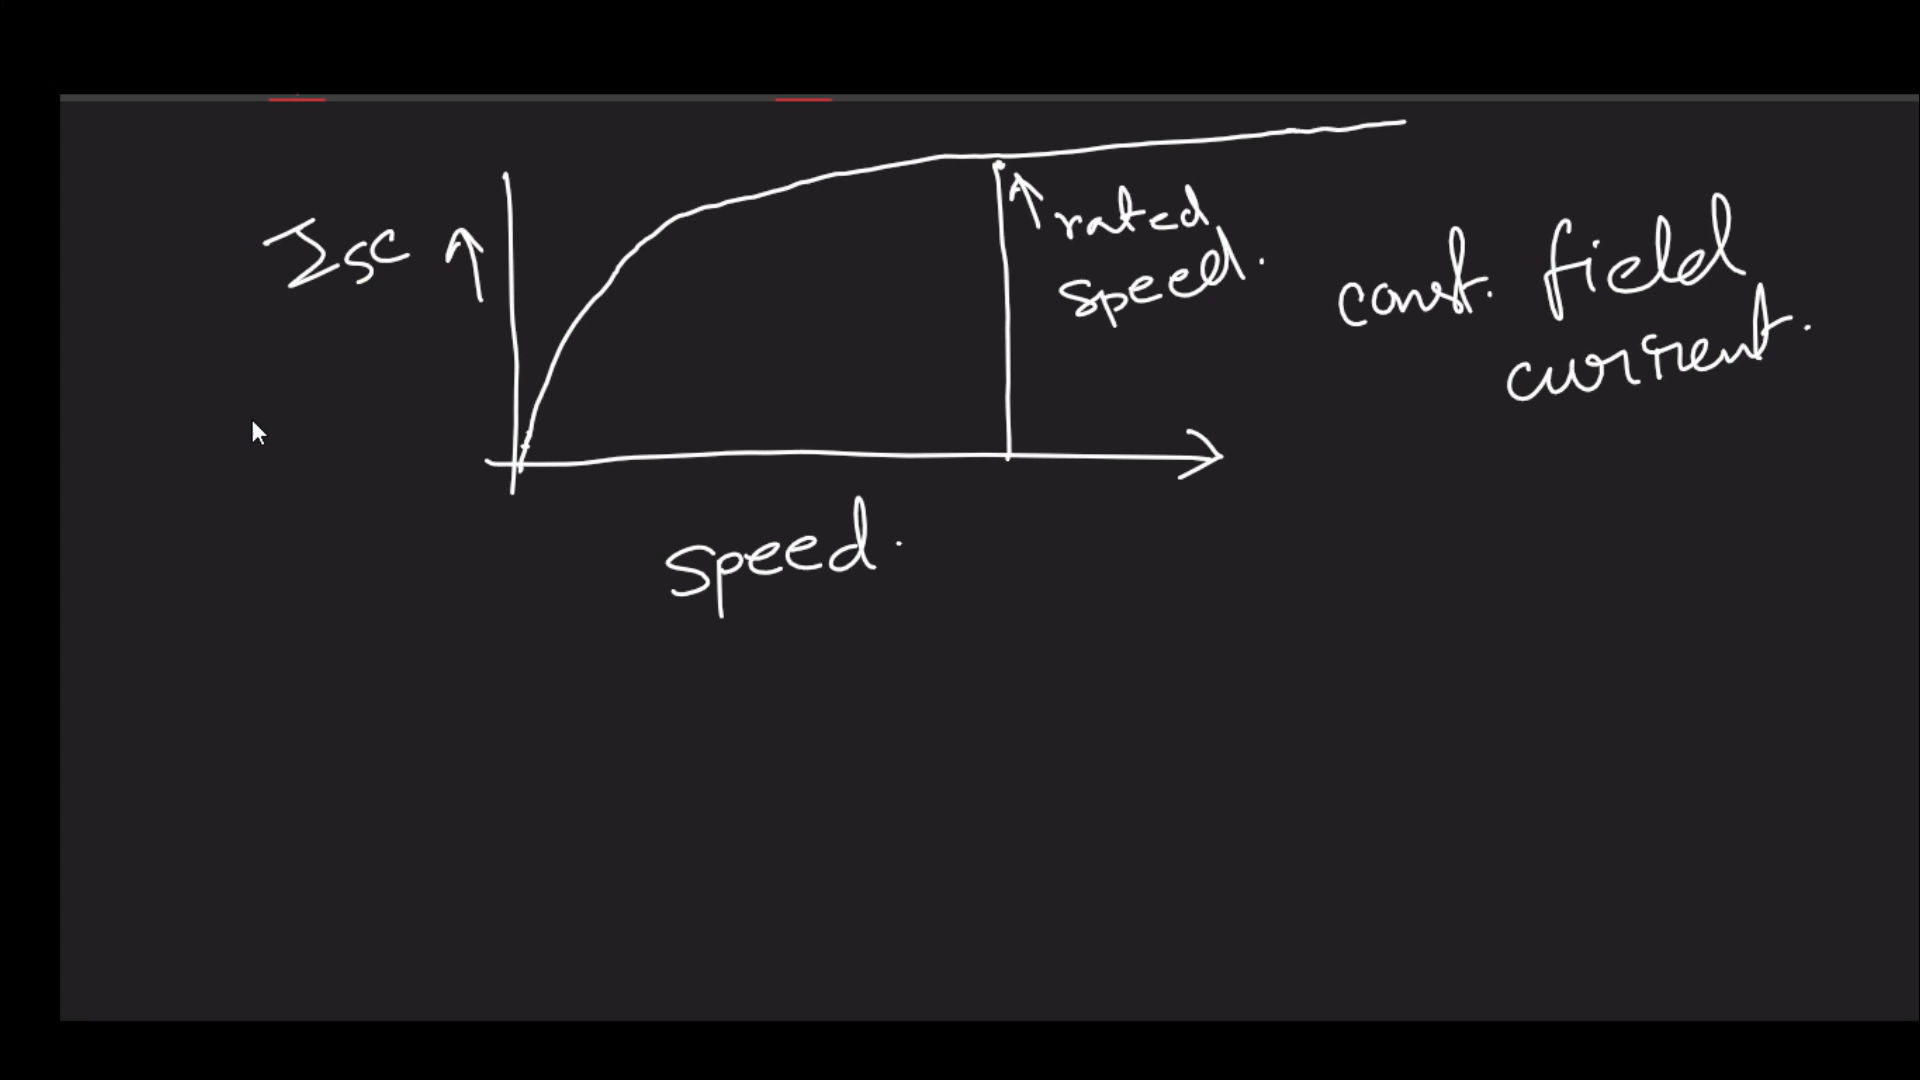 Isc ↑
↑ rated
speed.
const. field
current.
speed.